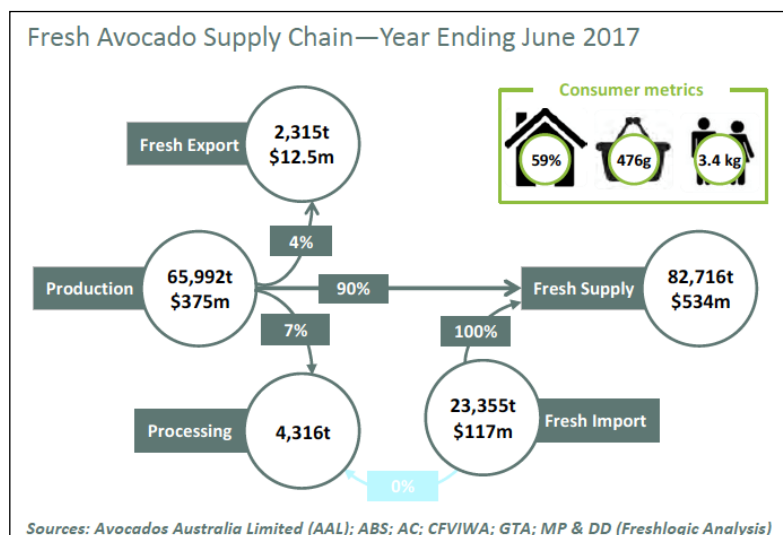 Fresh Avocado Supply Chain—Year Ending June 2017
Consumer metrics
59%
476g
3.4 kg
Fresh Export
2,315t
$12.5m
4%
Production
65,992t
$375m
90%
Fresh Supply
82,716t
$534m
7%
100%
Processing
4,316t
23,355t
$117m
Fresh Import
0%
Sources: Avocados Australia Limited (AAL); ABS; AC; CFVIWA; GTA; MP & DD (Freshlogic Analysis)